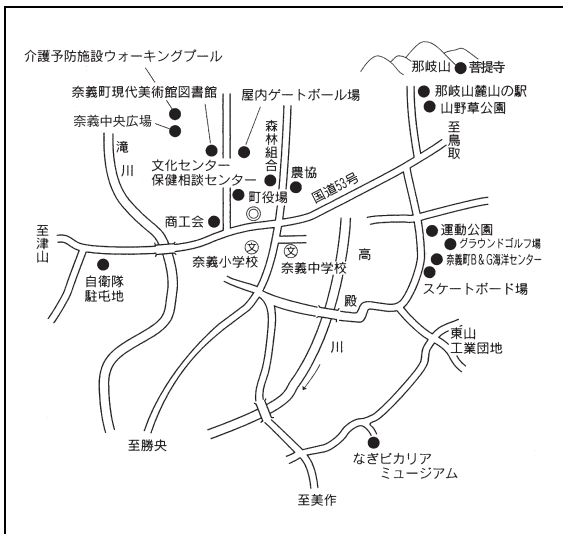 介護予防施設ウォーキングプール
奈義町現代美術館図書館
奈義中央広場
屋内ゲートボール場
那岐山
菩提寺
那岐山麓山の駅
山野草公園
至鳥取
滝川
森林組合
文化センター
保健相談センター
農協
国道53号
町役場
商工会
至津山
文
奈義小学校
文
奈義中学校
自衛隊
駐屯地
高殿川
運動公園
グラウンドゴルフ場
奈義町B＆G海洋センター
スケートボード場
東山
工業団地
至勝央
なぎビカリア
ミュージアム
至美作